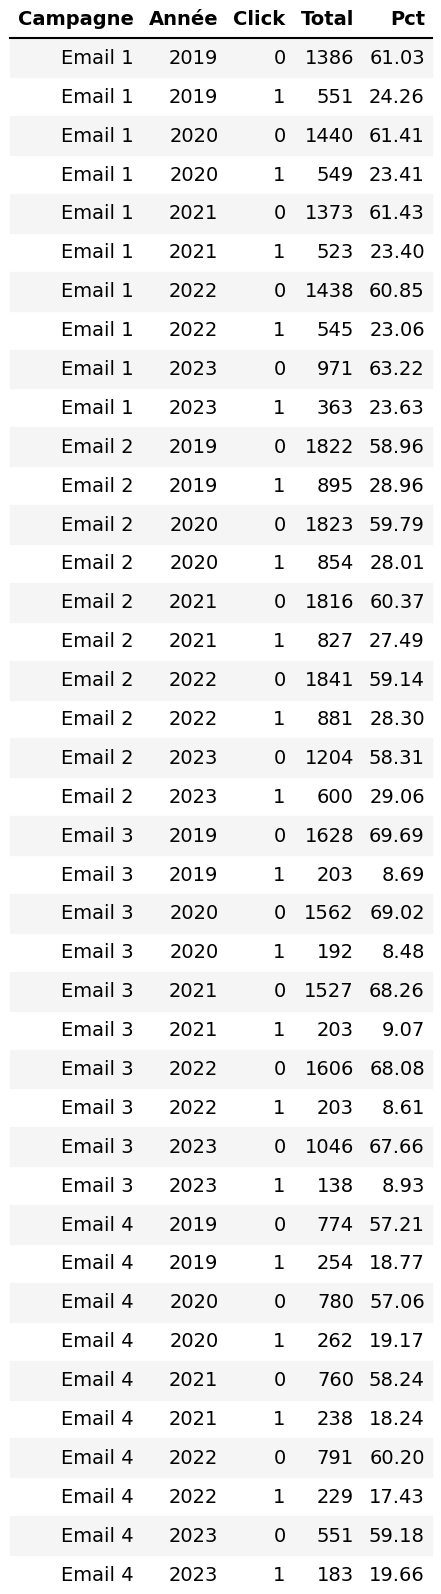 Campagne Année Click Total Pct
Email 1 2019 0 1386 61.03
Email 1 2019 1 551 24.26
Email 1 2020 0 1440 61.41
Email 1 2020 1 549 23.41
Email 1 2021 0 1373 61.43
Email 1 2021 1 523 23.40
Email 1 2022 0 1438 60.85
Email 1 2022 1 545 23.06
Email 1 2023 0 971 63.22
Email 1 2023 1 363 23.63
Email 2 2019 0 1822 58.96
Email 2 2019 1 895 28.96
Email 2 2020 0 1823 59.79
Email 2 2020 1 854 28.01
Email 2 2021 0 1816 60.37
Email 2 2021 1 827 27.49
Email 2 2022 0 1841 59.14
Email 2 2022 1 881 28.30
Email 2 2023 0 1204 58.31
Email 2 2023 1 600 29.06
Email 3 2019 0 1628 69.69
Email 3 2019 1 203 8.69
Email 3 2020 0 1562 69.02
Email 3 2020 1 192 8.48
Email 3 2021 0 1527 68.26
Email 3 2021 1 203 9.07
Email 3 2022 0 1606 68.08
Email 3 2022 1 203 8.61
Email 3 2023 0 1046 67.66
Email 3 2023 1 138 8.93
Email 4 2019 0 774 57.21
Email 4 2019 1 254 18.77
Email 4 2020 0 780 57.06
Email 4 2020 1 262 19.17
Email 4 2021 0 760 58.24
Email 4 2021 1 238 18.24
Email 4 2022 0 791 60.20
Email 4 2022 1 229 17.43
Email 4 2023 0 551 59.18
Email 4 2023 1 183 19.66